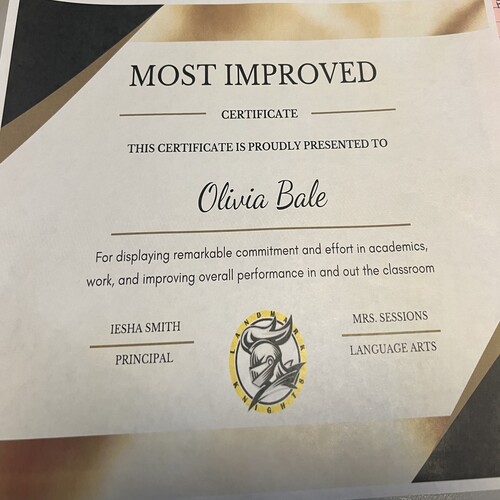 MOST IMPROVED
CERTIFICATE
THIS CERTIFICATE IS PROUDLY PRESENTED TO
Olivia Bale
For displaying remarkable commitment and effort in academics,
work, and improving overall performance in and out the classroom
IESHA SMITH
PRINCIPAL
LANDMARK
KNIGHTS
MRS. SESSIONS
LANGUAGE ARTS